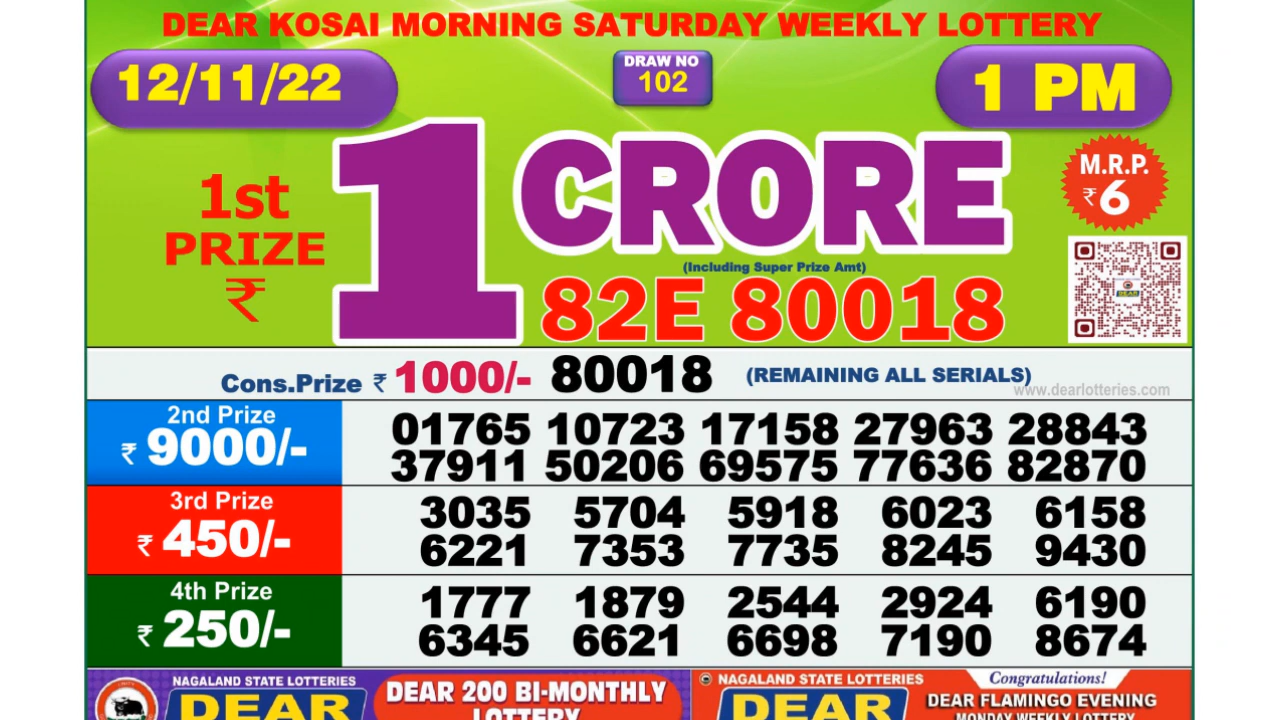 DEAR KOSAI MORNING SATURDAY WEEKLY LOTTERY
12/11/22
DRAW NO
102
1 PM
1 CRORE
1st
PRIZE
₹
M.R.P.
₹6
(Including Super Prize Amt)
82E 80018
DEAR
Cons.Prize ₹ 1000/- 80018 (REMAINING ALL SERIALS)
www.dearlotteries.com
2nd Prize
₹ 9000/-
01765 10723 17158 27963 28843
37911 50206 69575 77636 82870
3rd Prize
₹ 450/-
3035 5704 5918 6023 6158
6221 7353 7735 8245 9430
4th Prize
₹ 250/-
1777 1879 2544 2924 6190
6345 6621 6698 7190 8674
NAGALAND STATE LOTTERIES
DEAR
DEAR 200 BI-MONTHLY
LOTTERY
NAGALAND STATE LOTTERIES
DEAR
Congratulations!
DEAR FLAMINGO EVENING
MONDAY WEEKLY LOTTERY